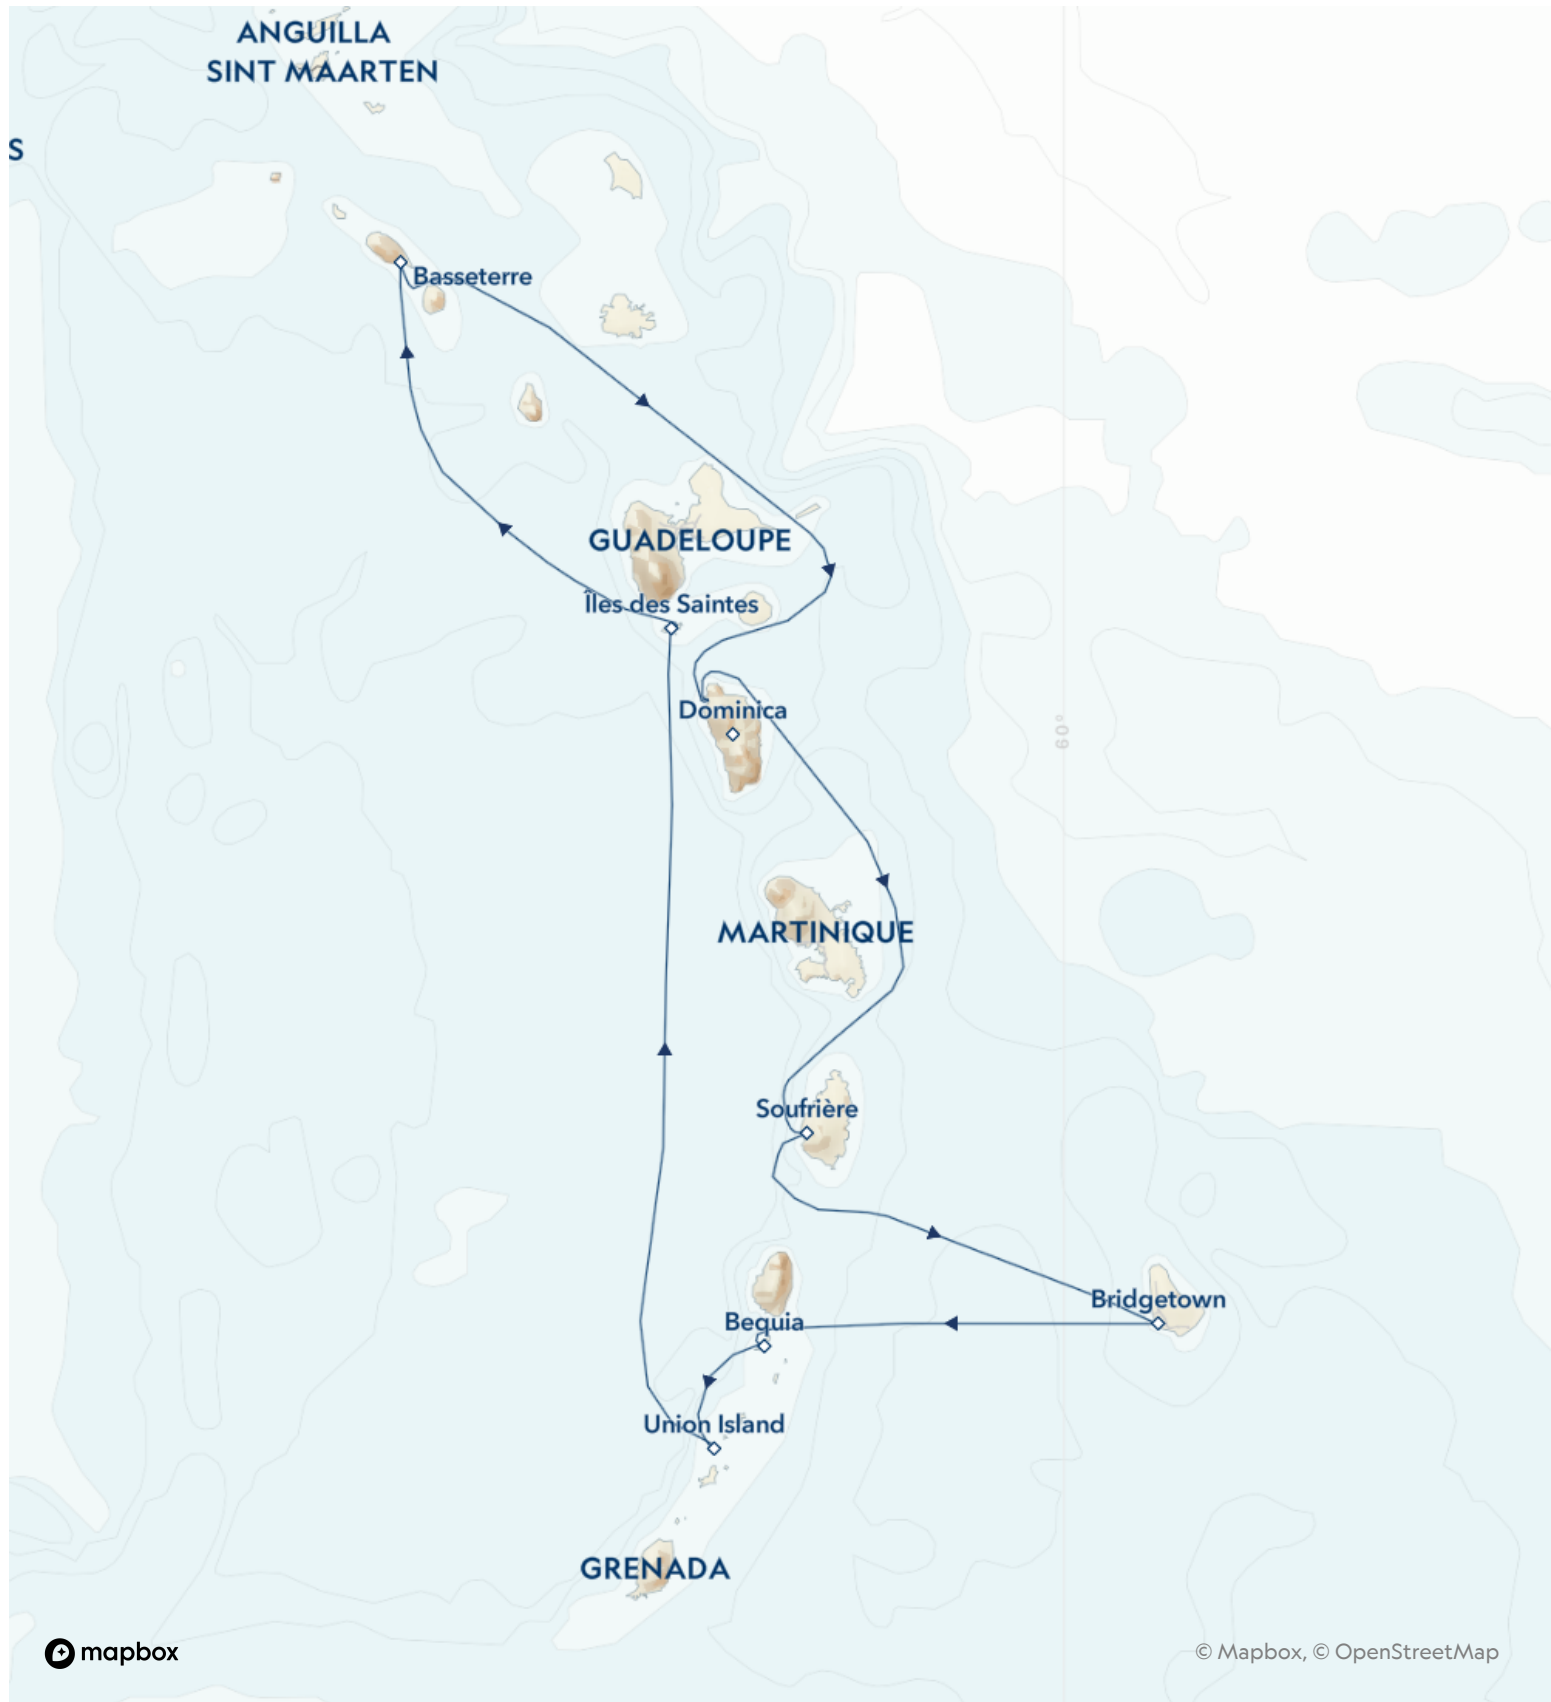 ANGUILLA
SINT MAARTEN
S
Basseterre
GUADELOUPE
Îles des Saintes
Dominica
60°
MARTINIQUE
Soufrière
Bridgetown
Bequia
Union Island
GRENADA
mapbox
© Mapbox, © OpenStreetMap